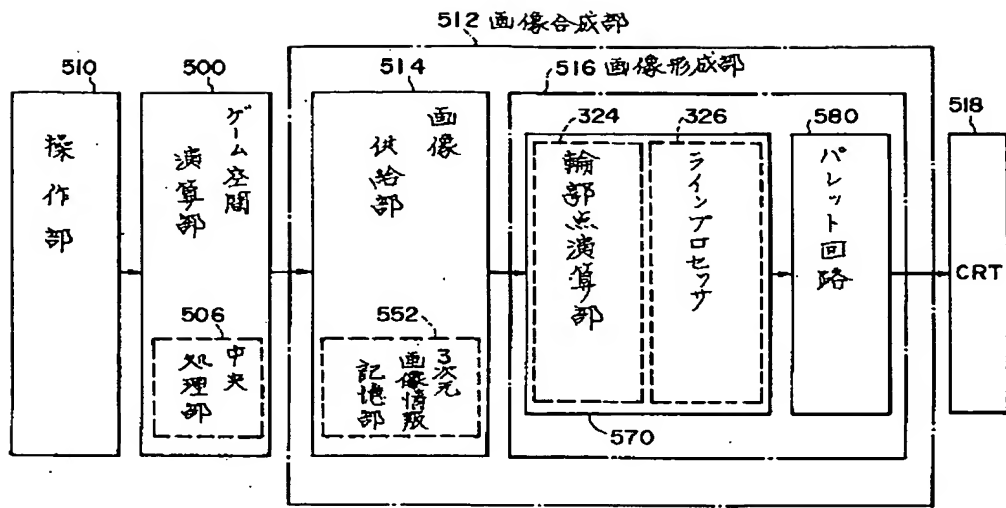 512 画像合成部
510
500
514
516 画像形成部
518
操作部
ゲーム空間
演算部
506
中央
処理部
画像
供給部
552
3次元
画像情報
記憶部
324
輪部点演算部
326
ラインプロセッサ
570
580
パレット回路
CRT